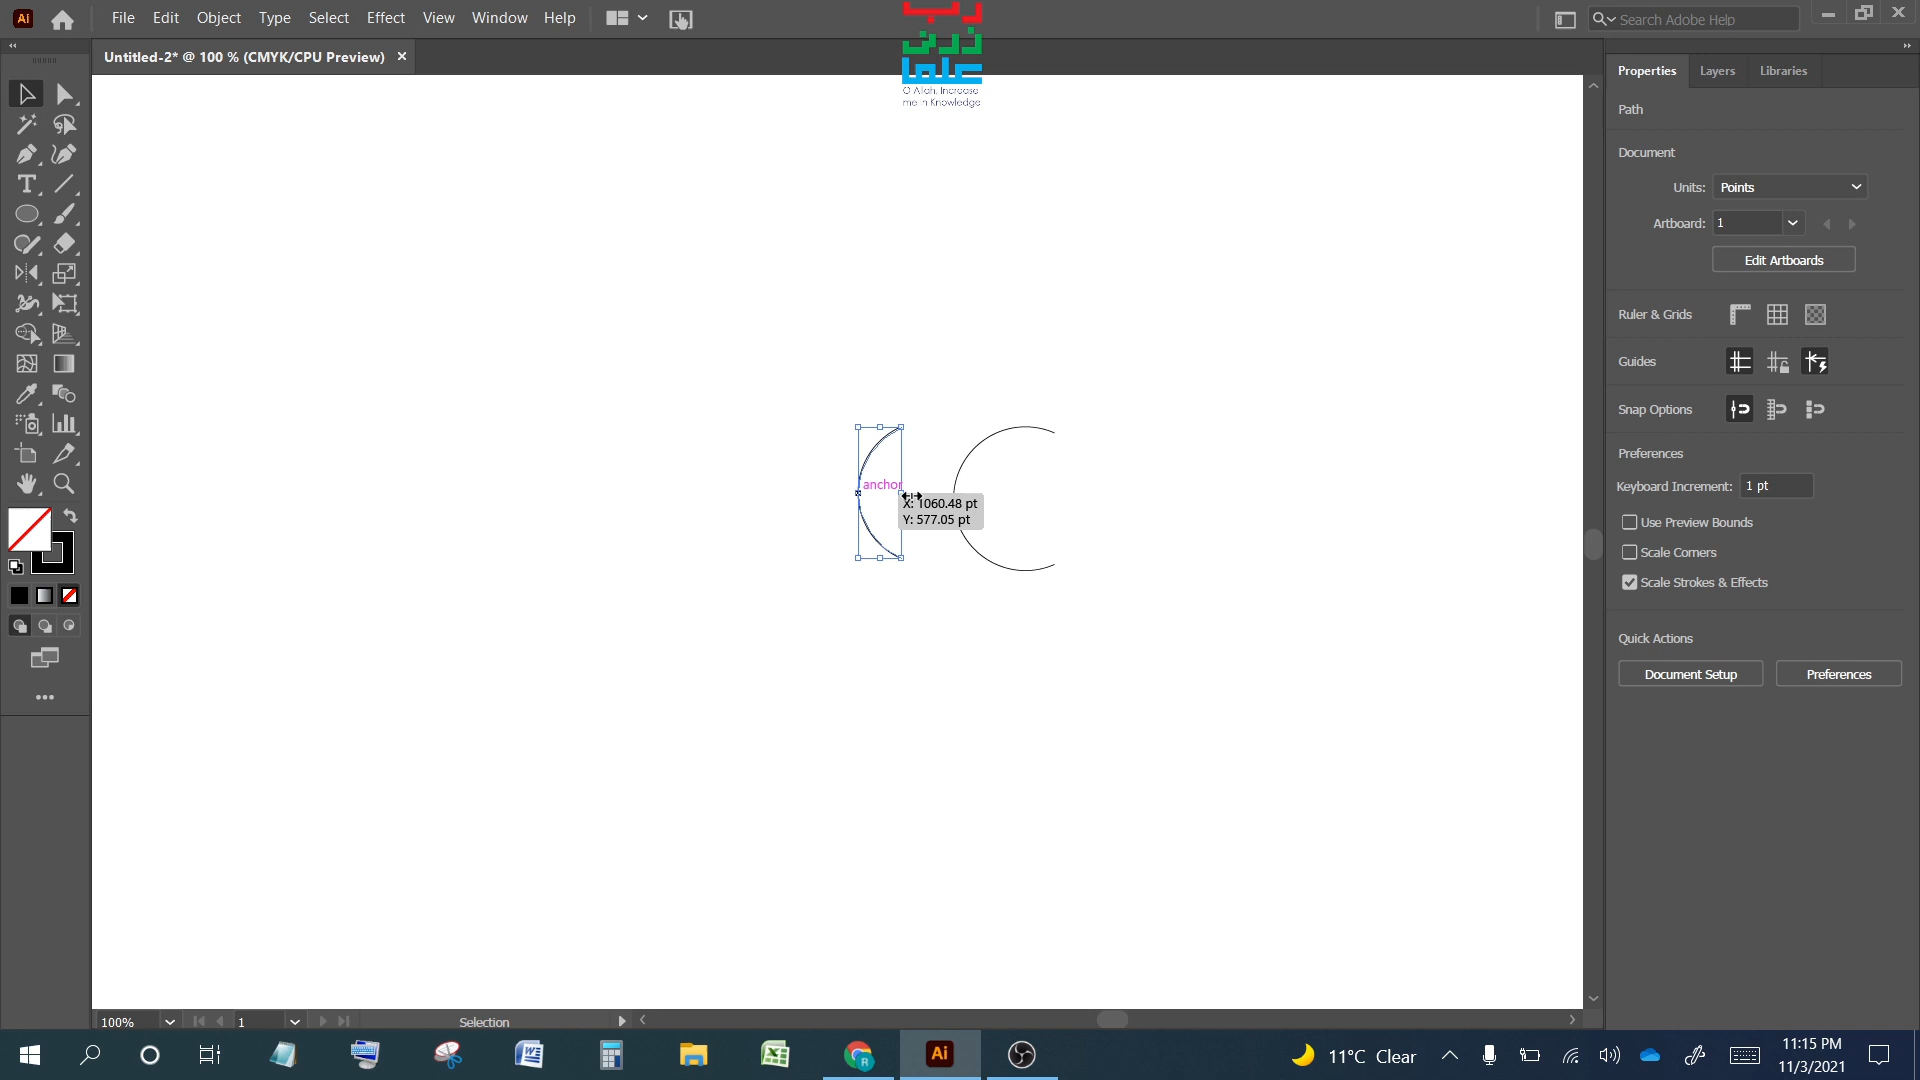 File Edit Object Type Select Effect View Window Help
Search Adobe Help
Untitled-2* @ 100 % (CMYK/CPU Preview)
رب
زدنی
علما
O Allah, Increase
me in Knowledge
Properties Layers Libraries
Path
Document
Units: Points
Artboard: 1
Edit Artboards
Ruler & Grids
Guides
Snap Options
Preferences
Keyboard Increment: 1 pt
Use Preview Bounds
Scale Corners
Scale Strokes & Effects
Quick Actions
Document Setup Preferences
anchor
X: 1060.48 pt
Y: 577.05 pt
100% 1 Selection
11°C Clear
11:15 PM
11/3/2021